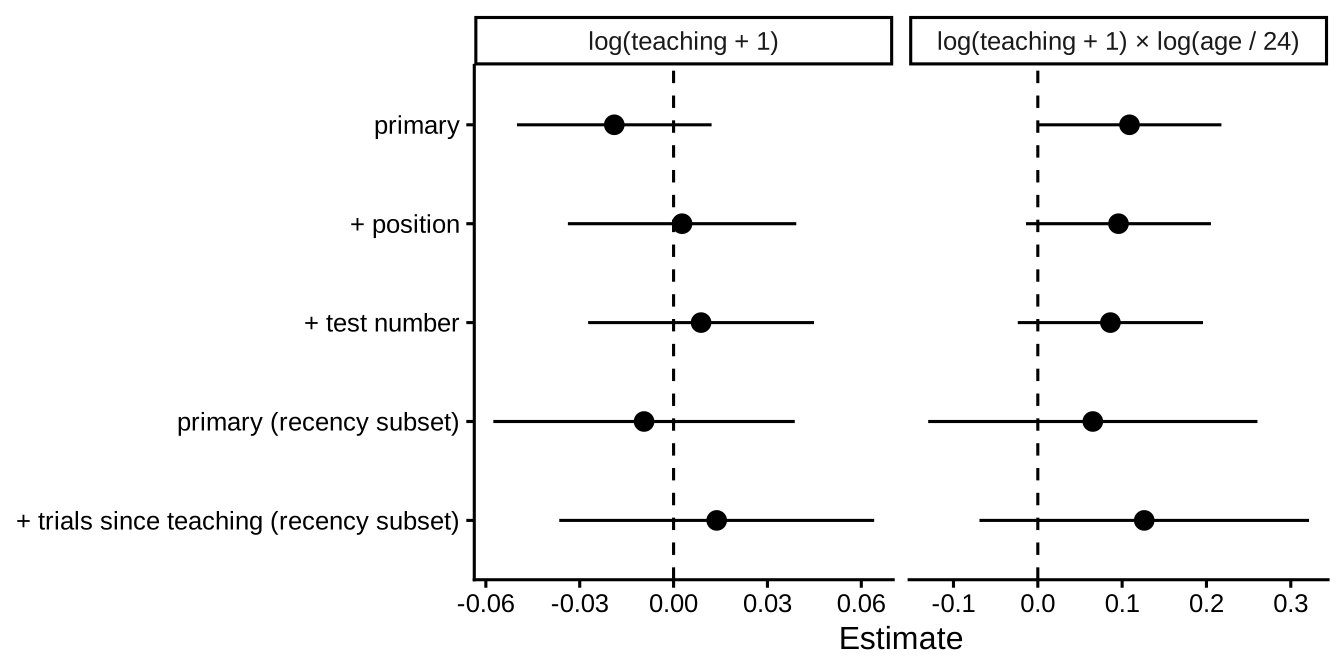 log(teaching + 1)
log(teaching + 1) × log(age / 24)
primary
+ position
+ test number
primary (recency subset)
+ trials since teaching (recency subset)
-0.06 -0.03 0.00 0.03 0.06
-0.1 0.0 0.1 0.2 0.3
Estimate